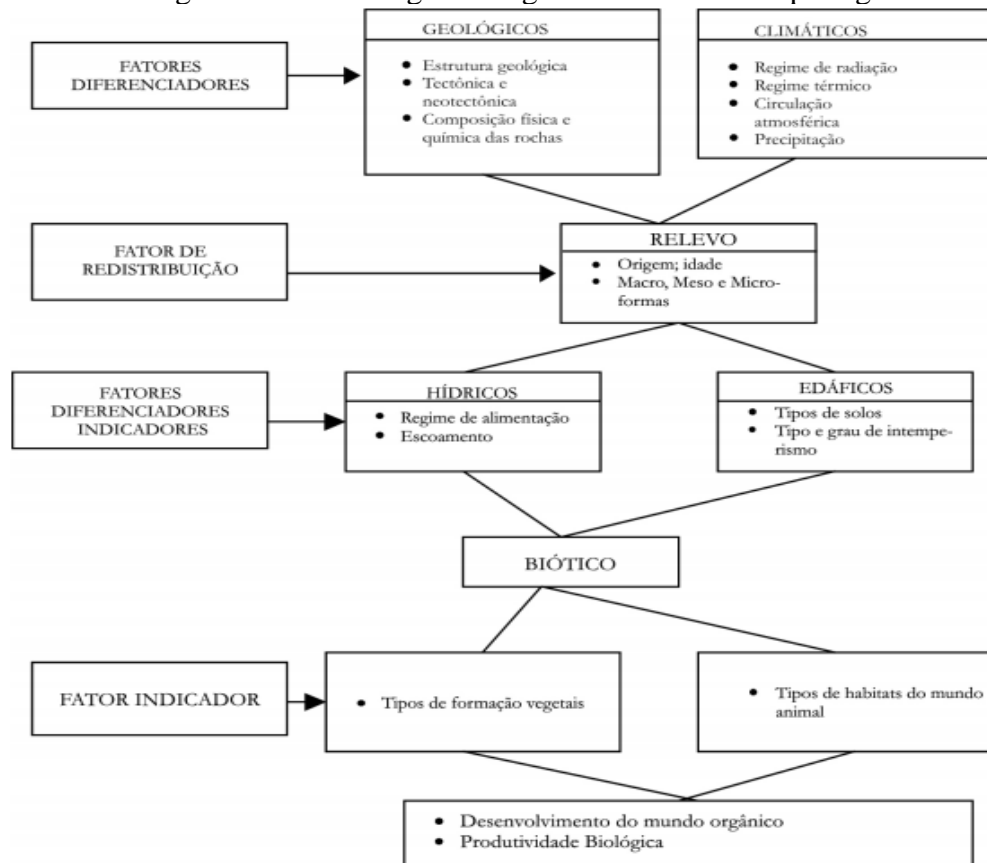 GEOLÓGICOS
CLIMÁTICOS
FATORES
DIFERENCIADORES
• Estrutura geológica
• Tectônica e
neotectônica
• Composição física e
química das rochas
• Regime de radiação
• Regime térmico
• Circulação
atmosférica
• Precipitação
FATOR DE
REDISTRIBUIÇÃO
RELEVO
• Origem; idade
• Macro, Meso e Micro-
formas
FATORES
DIFERENCIADORES
INDICADORES
HÍDRICOS
• Regime de alimentação
• Escoamento
EDÁFICOS
• Tipos de solos
• Tipo e grau de intempe-
rismo
BIÓTICO
FATOR INDICADOR
• Tipos de formação vegetais
• Tipos de habitats do mundo
animal
• Desenvolvimento do mundo orgânico
• Produtividade Biológica